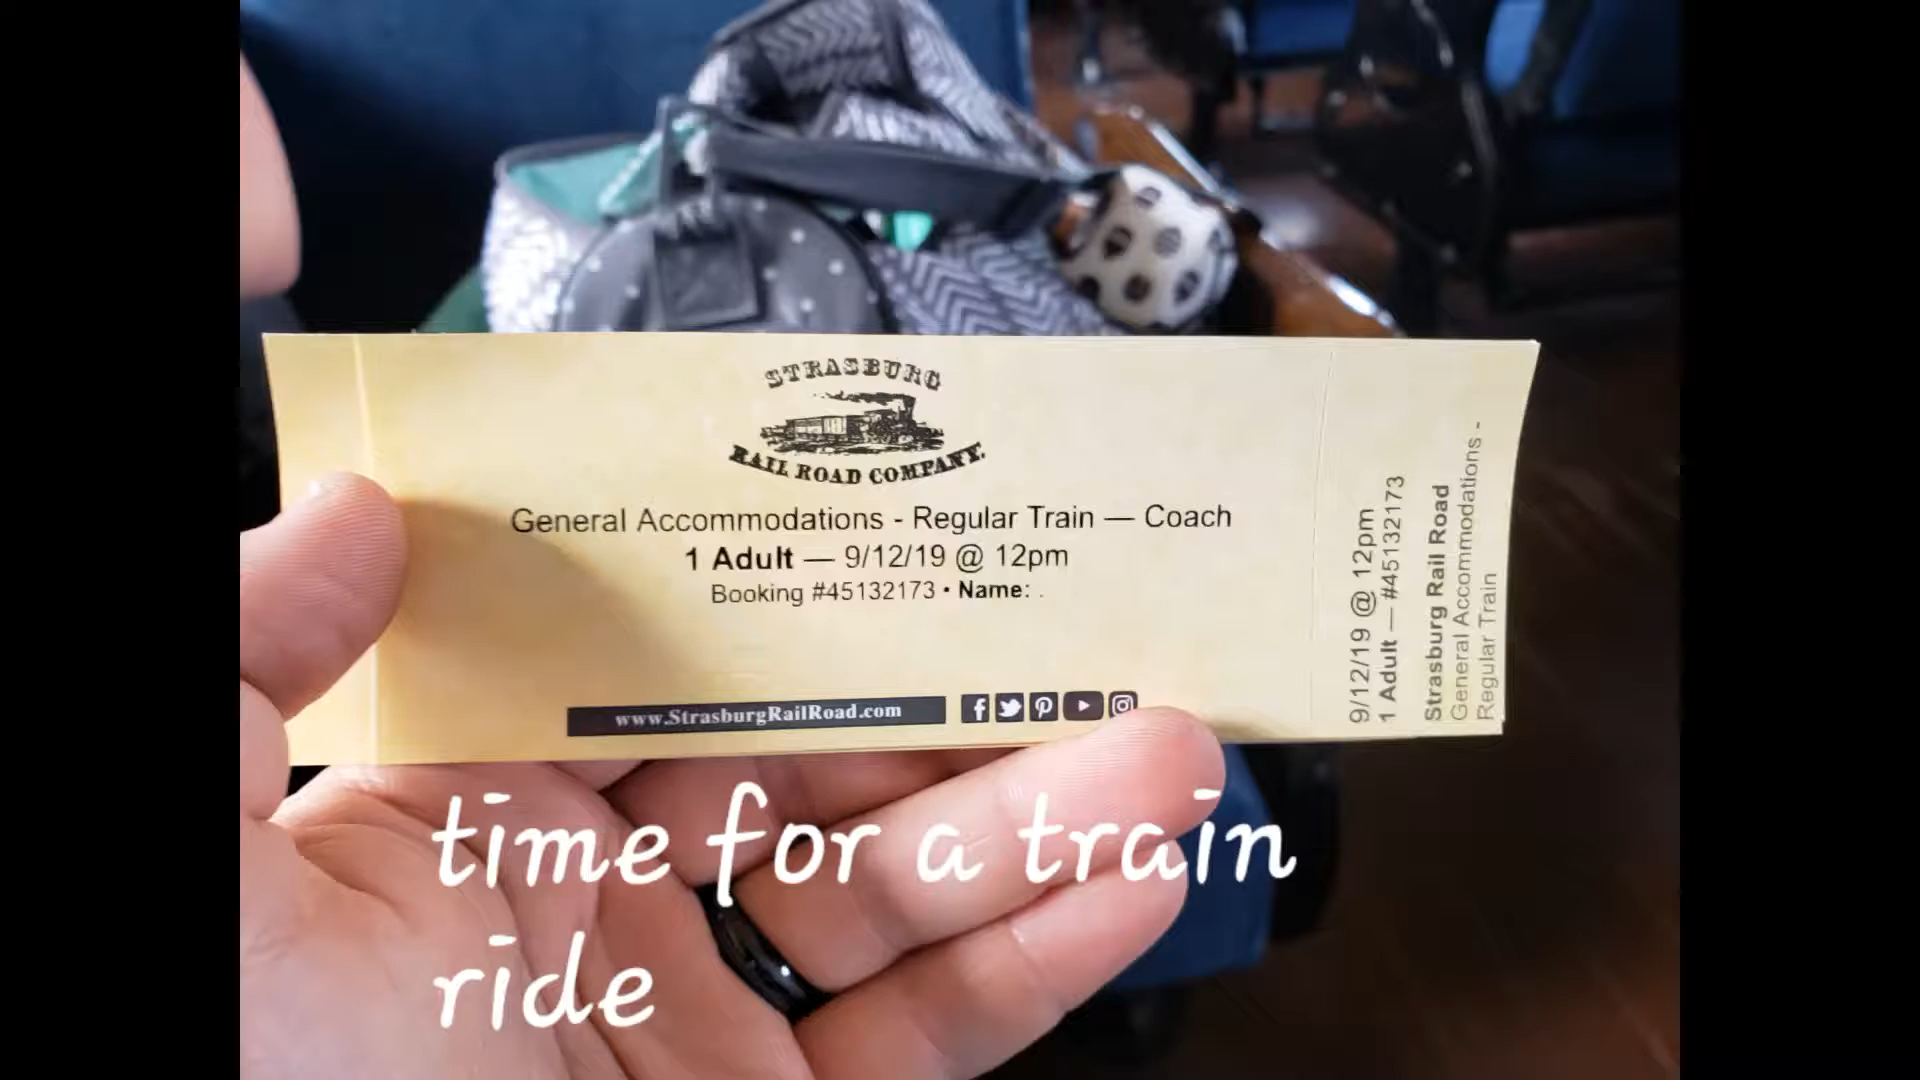 STRASBURG
RAIL ROAD COMPANY.
General Accommodations - Regular Train — Coach
1 Adult — 9/12/19 @ 12pm
Booking #45132173 • Name: .
www.StrasburgRailRoad.com
9/12/19 @ 12pm
1 Adult — #45132173
Strasburg Rail Road
General Accommodations -
Regular Train
time for a train
ride